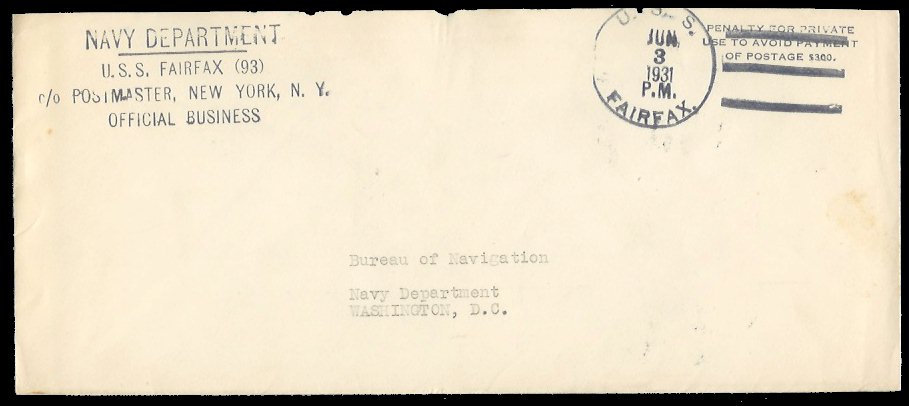 NAVY DEPARTMENT
U.S.S. FAIRFAX (93)
c/o POSTMASTER, NEW YORK, N. Y.
OFFICIAL BUSINESS
U. S. S.
JUN
3
1931
P.M.
FAIRFAX.
PENALTY FOR PRIVATE
USE TO AVOID PAYMENT
OF POSTAGE $300.
Bureau of Navigation
Navy Department
WASHINGTON, D.C.